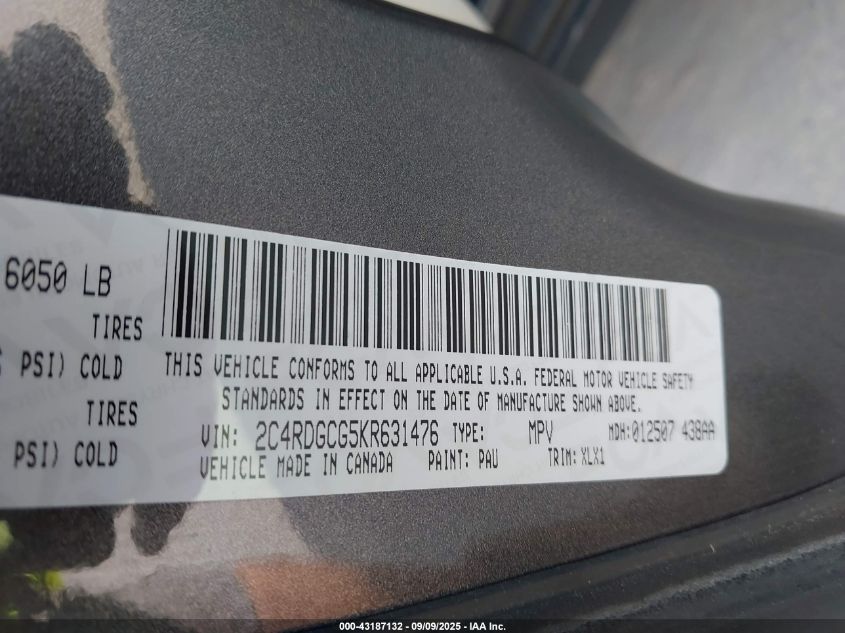 6050 LB
TIRES
PSI) COLD
TIRES
PSI) COLD
THIS VEHICLE CONFORMS TO ALL APPLICABLE U.S.A. FEDERAL MOTOR VEHICLE SAFETY
STANDARDS IN EFFECT ON THE DATE OF MANUFACTURE SHOWN ABOVE.
VIN: 2C4RDGCG5KR631476 TYPE: MPV MDH:012507 438AA
VEHICLE MADE IN CANADA PAINT: PAU TRIM: XLX1
000-43187132 - 09/09/2025 - IAA Inc.